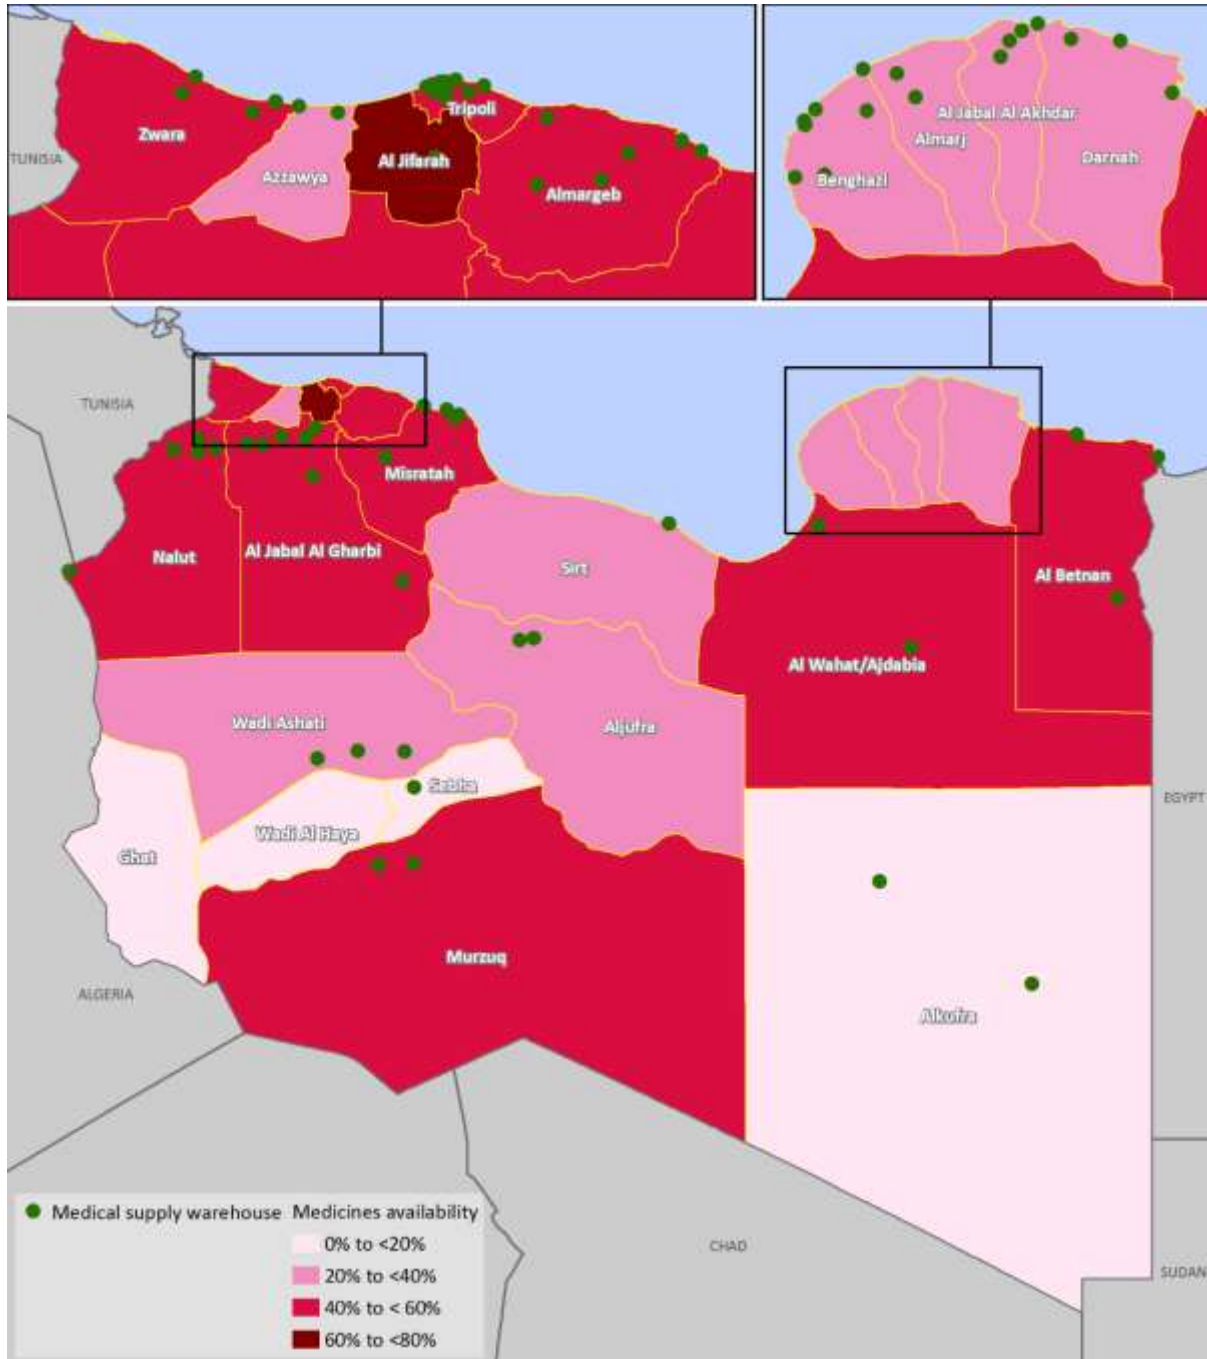 Zwara
TUNISIA
Azzawya
Al Jifarah
Tripoli
Almargeb
Al Jabal Al Akhdar
Almarj
Darnah
Benghazi
TUNISIA
Misratah
Nalut
Al Jabal Al Gharbi
Sirt
Al Betnan
Al Wahat/Ajdabia
Wadi Ashati
Aljufra
Sebha
EGYPT
Wadi Al Haya
Ghat
Murzuq
ALGERIA
Alkufra
CHAD
SUDAN
Medical supply warehouse
Medicines availability
0% to <20%
20% to <40%
40% to < 60%
60% to <80%